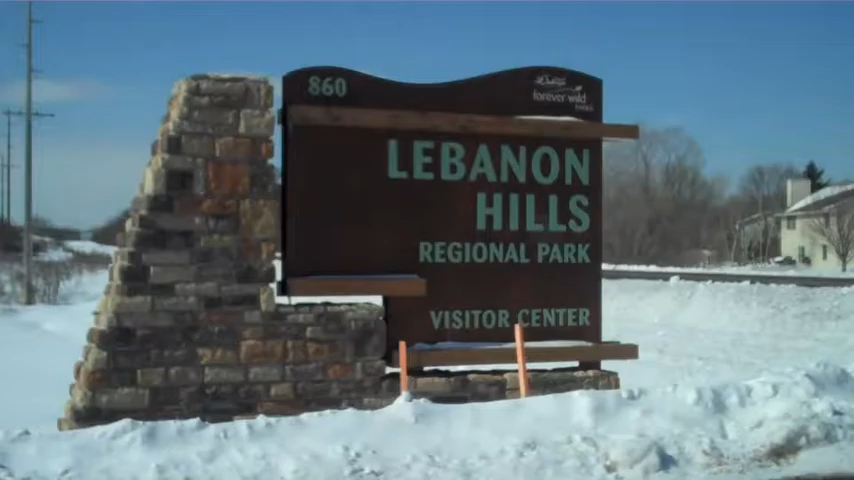 860
forever wild
LEBANON
HILLS
REGIONAL PARK
VISITOR CENTER